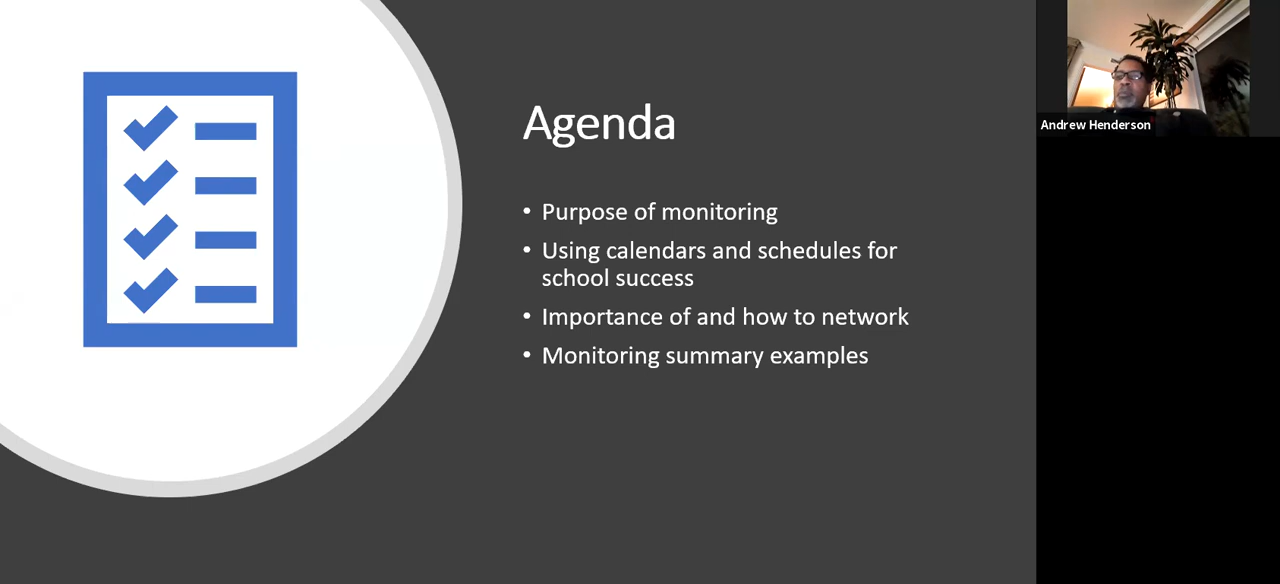 Agenda
• Purpose of monitoring
• Using calendars and schedules for
school success
• Importance of and how to network
• Monitoring summary examples
Andrew Henderson